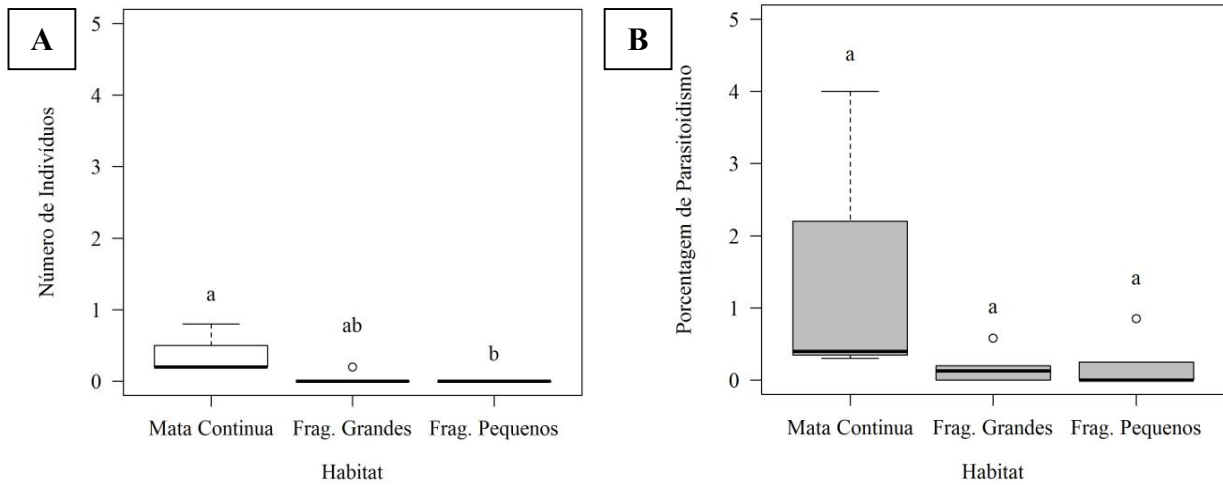 A
Número de Indivíduos
5
4
3
2
1
0
a
ab
b
Mata Continua Frag. Grandes Frag. Pequenos
Habitat
B
Porcentagem de Parasitoidismo
5
4
3
2
1
0
a
a
a
Mata Continua Frag. Grandes Frag. Pequenos
Habitat